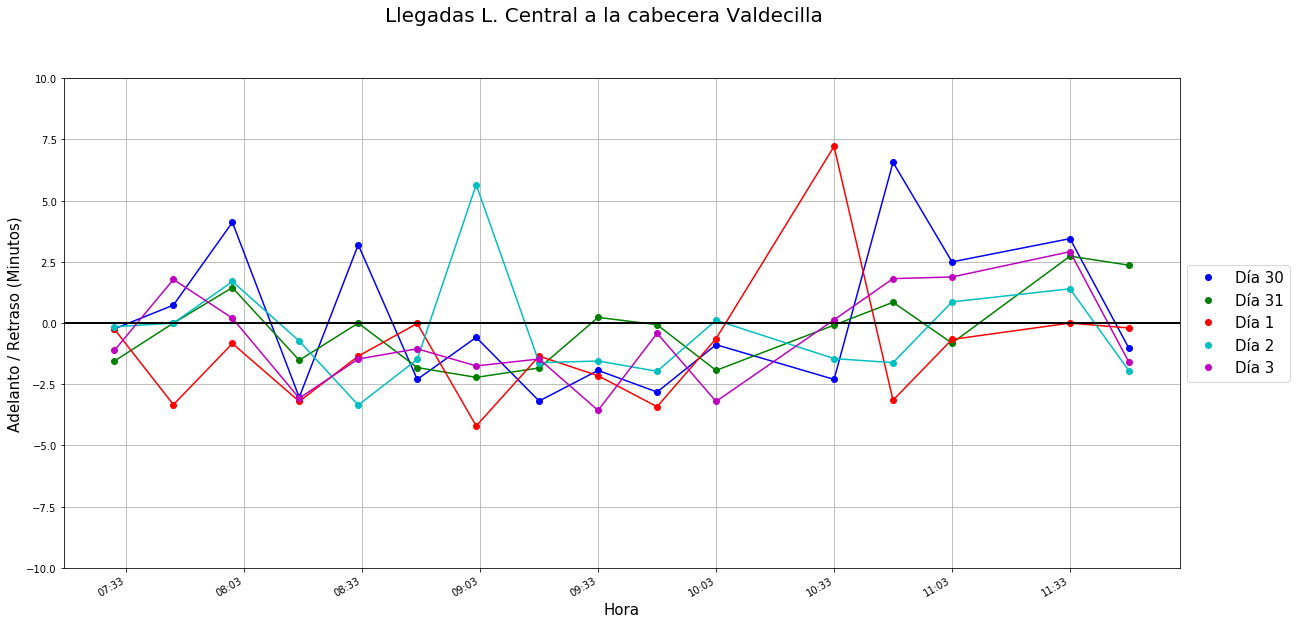 Llegadas L. Central a la cabecera Valdecilla
Adelanto / Retraso (Minutos)
10.0
7.5
5.0
2.5
0.0
−2.5
−5.0
−7.5
−10.0
07:33
08:03
08:33
09:03
09:33
10:03
10:33
11:03
11:33
Hora
Día 30
Día 31
Día 1
Día 2
Día 3